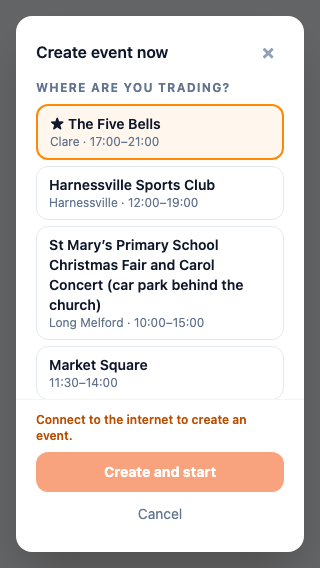 Create event now
WHERE ARE YOU TRADING?
★ The Five Bells
Clare · 17:00–21:00
Harnessville Sports Club
Harnessville · 12:00–19:00
St Mary’s Primary School
Christmas Fair and Carol
Concert (car park behind the
church)
Long Melford · 10:00–15:00
Market Square
11:30–14:00
Connect to the internet to create an
event.
Create and start
Cancel